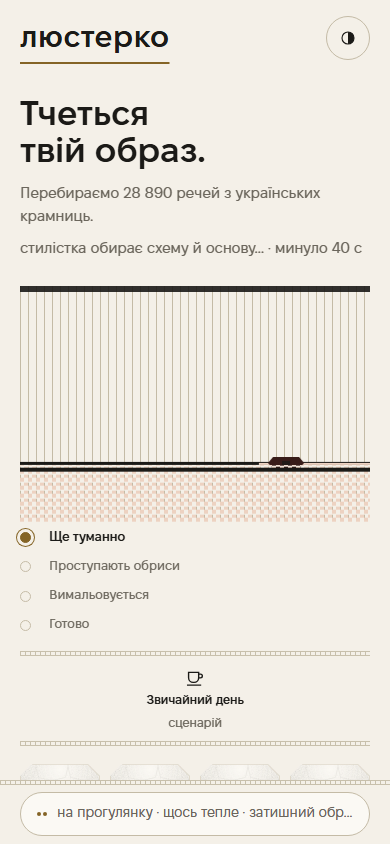 люстерко
Тчеться
твій образ.
Перебираємо 28 890 речей з українських
крамниць.
стилістка обирає схему й основу... · минуло 40 с
Ще туманно
Проступають обриси
Вимальовується
Готово
Звичайний день
сценарій
на прогулянку · щось тепле · затишний обр...